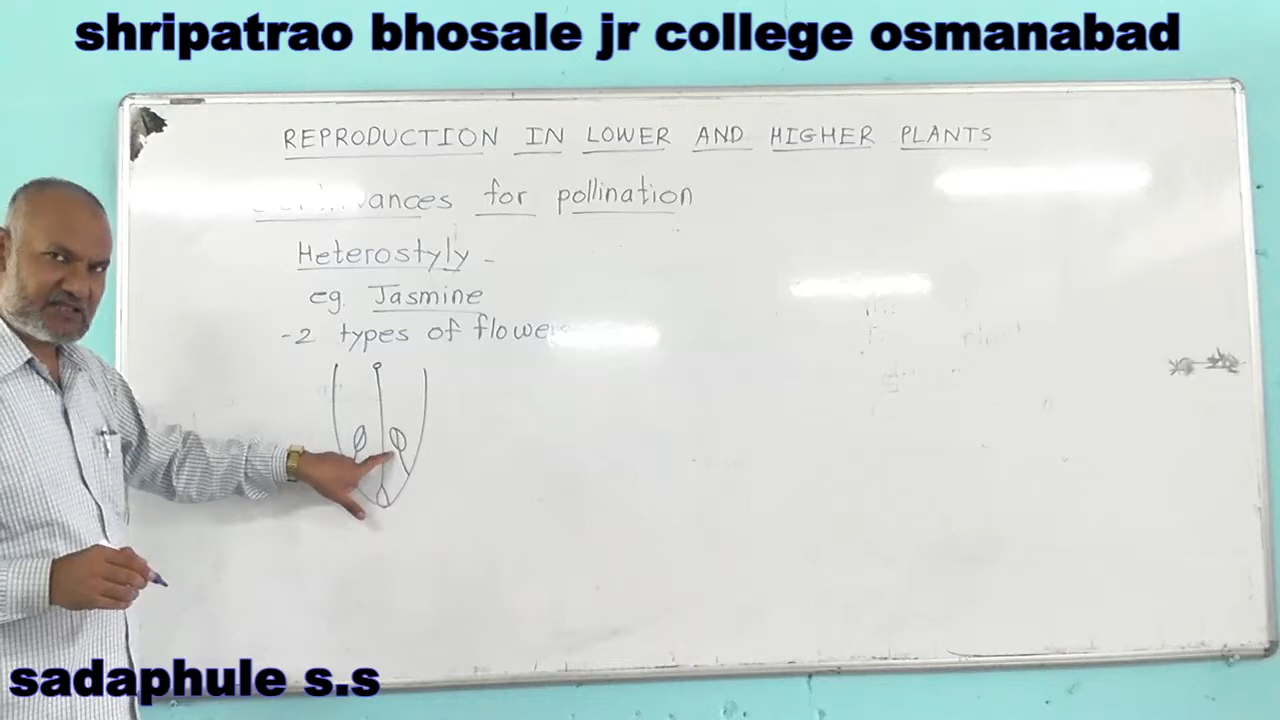 shripatrao bhosale jr college osmanabad
REPRODUCTION IN LOWER AND HIGHER PLANTS
for pollination
Heterostyly -
eg. Jasmine
-2 types of flowers
sadaphule s.s